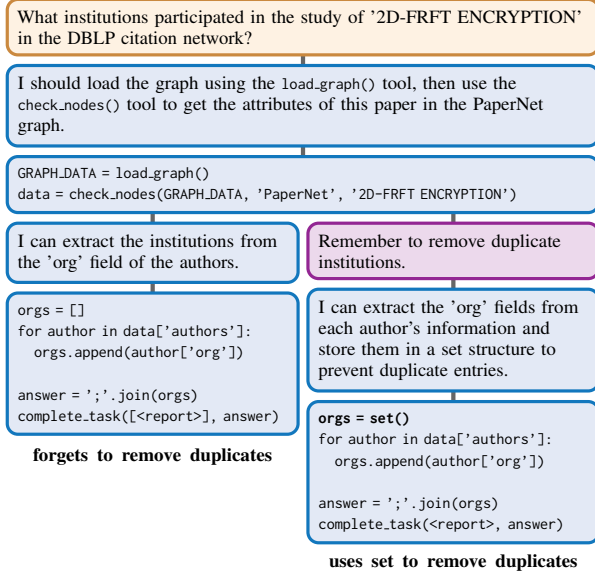 What institutions participated in the study of '2D-FRFT ENCRYPTION'
in the DBLP citation network?
I should load the graph using the load_graph() tool, then use the
check_nodes() tool to get the attributes of this paper in the PaperNet
graph.
GRAPH_DATA = load_graph()
data = check_nodes(GRAPH_DATA, 'PaperNet', '2D-FRFT ENCRYPTION')
I can extract the institutions from
the 'org' field of the authors.
orgs = []
for author in data['authors']:
  orgs.append(author['org'])
answer = ';'.join(orgs)
complete_task([<report>], answer)
forgets to remove duplicates
Remember to remove duplicate
institutions.
I can extract the 'org' fields from
each author's information and
store them in a set structure to
prevent duplicate entries.
orgs = set()
for author in data['authors']:
  orgs.append(author['org'])
answer = ';'.join(orgs)
complete_task(<report>, answer)
uses set to remove duplicates